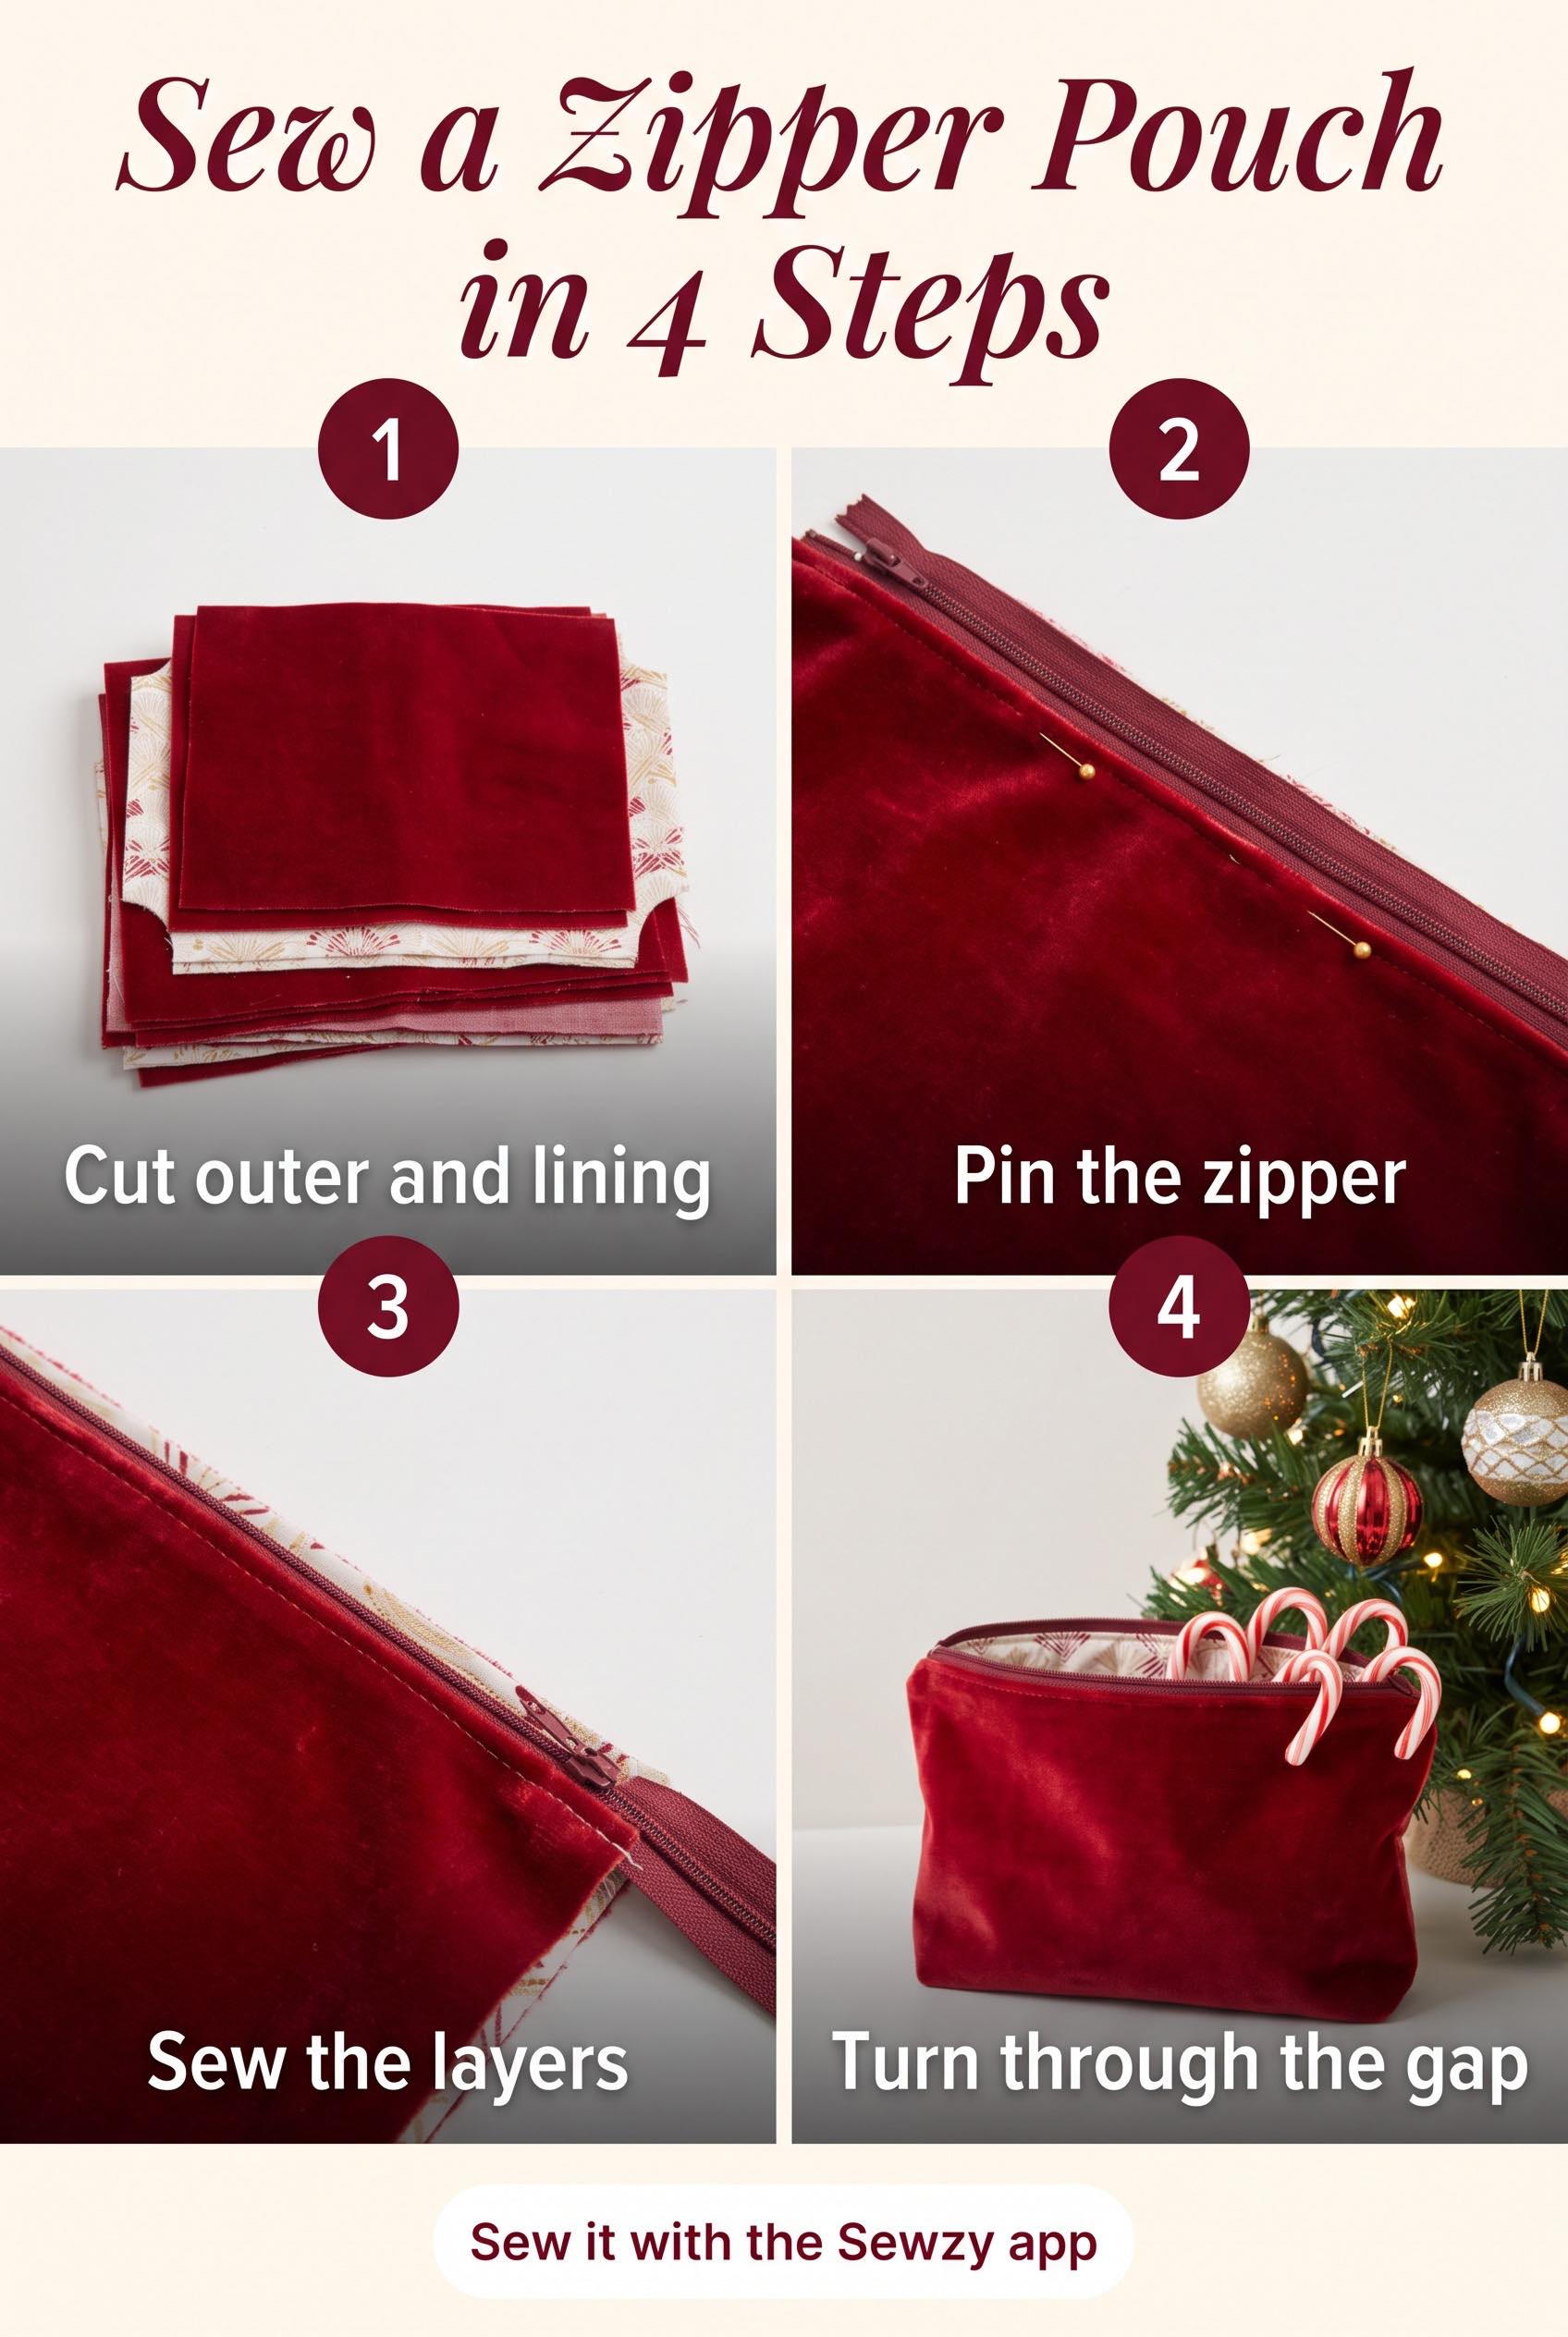 Sew a Zipper Pouch
in 4 Steps
1
2
Cut outer and lining
Pin the zipper
3
4
Sew the layers
Turn through the gap
Sew it with the Sewzy app